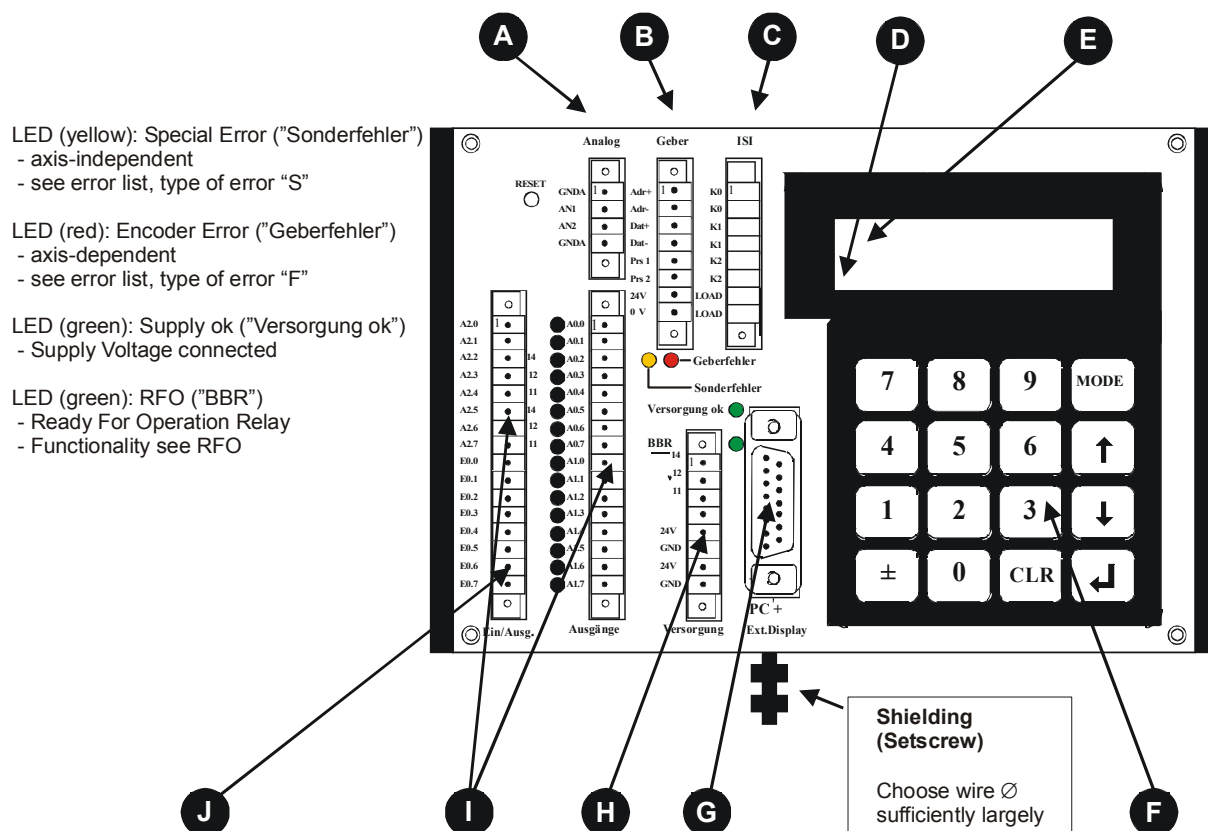 A
B
C
D
E
LED (yellow): Special Error ("Sonderfehler")
- axis-independent
- see error list, type of error “S”
LED (red): Encoder Error ("Geberfehler")
- axis-dependent
- see error list, type of error “F”
LED (green): Supply ok ("Versorgung ok")
- Supply Voltage connected
LED (green): RFO ("BBR")
- Ready For Operation Relay
- Functionality see RFO
Analog
Geber
ISI
RESET
GNDA
AN1
AN2
GNDA
1
Adr+
Adr-
Dat+
Dat-
Prs 1
Prs 2
24V
0 V
1
K0
K0
K1
K1
K2
K2
LOAD
LOAD
1
A2.0
A2.1
A2.2
A2.3
A2.4
A2.5
A2.6
A2.7
E0.0
E0.1
E0.2
E0.3
E0.4
E0.5
E0.6
E0.7
1
14
12
11
14
12
11
A0.0
A0.1
A0.2
A0.3
A0.4
A0.5
A0.6
A0.7
A1.0
A1.1
A1.2
A1.3
A1.5
A1.6
A1.7
1
Geberfehler
Sonderfehler
Versorgung ok
BBR
14
12
11
1
24V
GND
24V
GND
7 8 9 MODE
4 5 6 ↑
1 2 3 ↓
± 0 CLR ↵
PC +
Ein/Ausg.
Ausgänge
Versorgung
Ext.Display
Shielding
(Setscrew)
Choose wire ∅
sufficiently largely
J
I
H
G
F